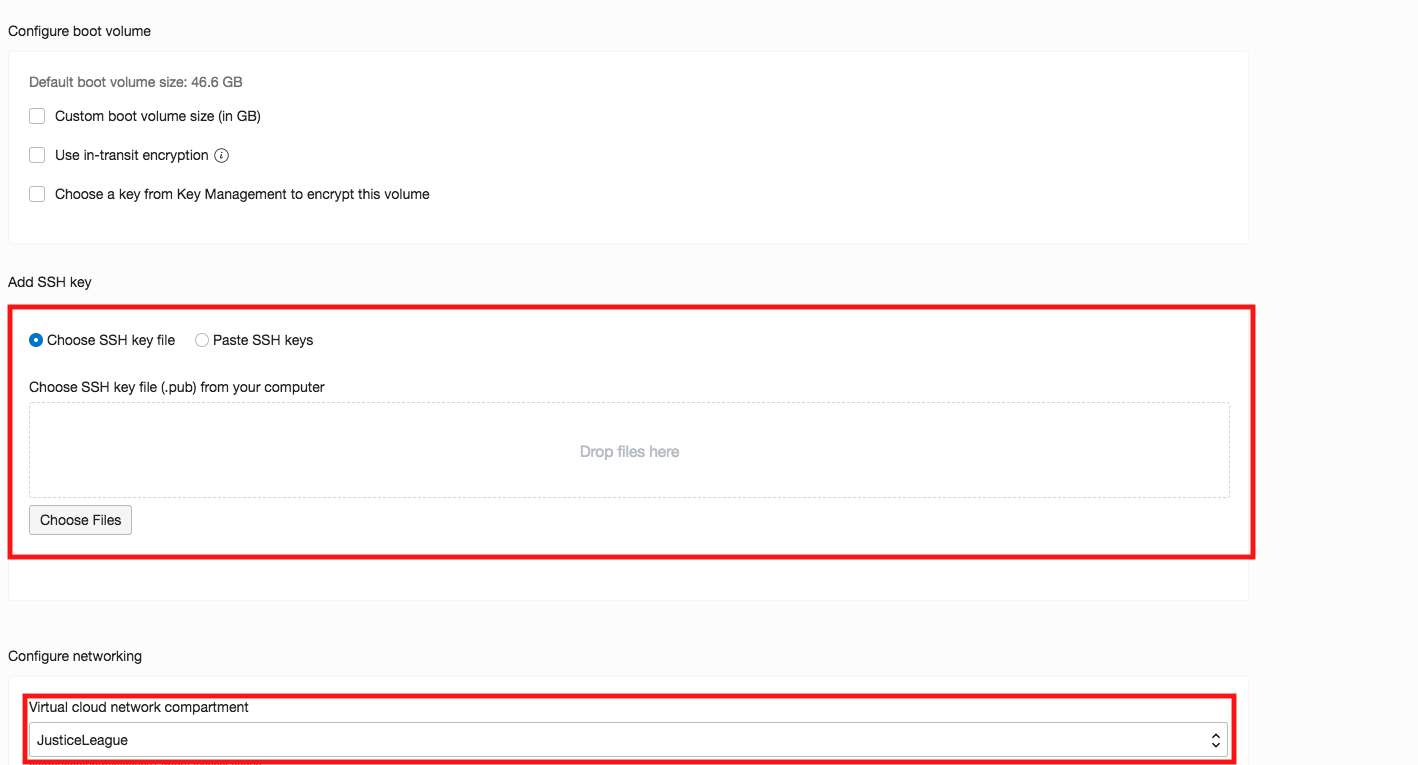 Configure boot volume
Default boot volume size: 46.6 GB
Custom boot volume size (in GB)
Use in-transit encryption
Choose a key from Key Management to encrypt this volume
Add SSH key
Choose SSH key file Paste SSH keys
Choose SSH key file (.pub) from your computer
Drop files here
Choose Files
Configure networking
Virtual cloud network compartment
JusticeLeague